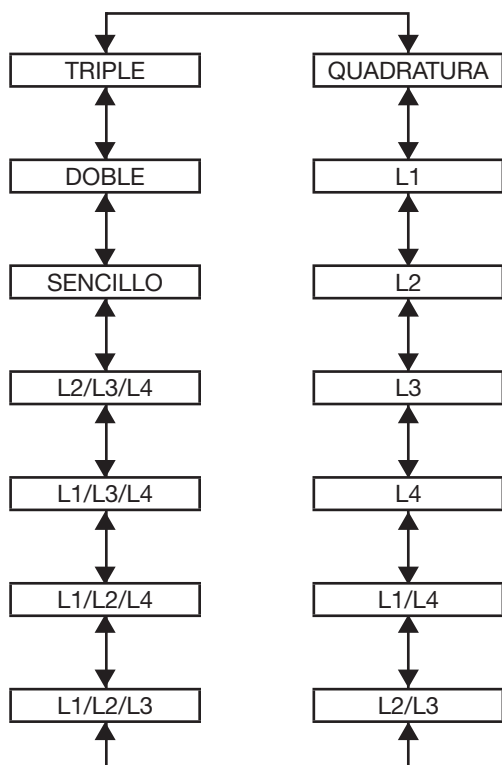 TRIPLE
QUADRATURA
DOBLE
L1
SENCILLO
L2
L2/L3/L4
L3
L1/L3/L4
L4
L1/L2/L4
L1/L4
L1/L2/L3
L2/L3